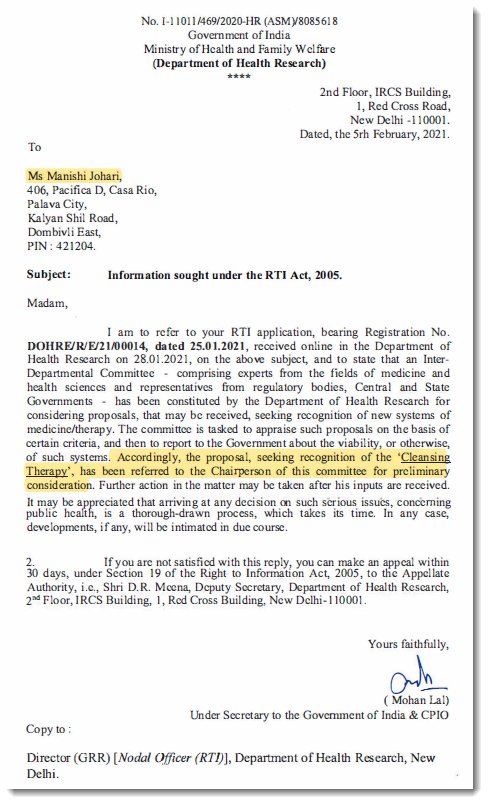 No. I-11011/469/2020-HR (ASM)/8085618
Government of India
Ministry of Health and Family Welfare
(Department of Health Research)
****
2nd Floor, IRCS Building,
1, Red Cross Road,
New Delhi -110001.
Dated, the 5rh February, 2021.
To
Ms Manishi Johari,
406, Pacifica D, Casa Rio,
Palava City,
Kalyan Shil Road,
Dombivli East,
PIN : 421204.
Subject: Information sought under the RTI Act, 2005.
Madam,
I am to refer to your RTI application, bearing Registration No.
DOHRE/R/E/21/00014, dated 25.01.2021, received online in the Department of
Health Research on 28.01.2021, on the above subject, and to state that an Inter-
Departmental Committee - comprising experts from the fields of medicine and
health sciences and representatives from regulatory bodies, Central and State
Governments - has been constituted by the Department of Health Research for
considering proposals, that may be received, seeking recognition of new systems of
medicine/therapy. The committee is tasked to appraise such proposals on the basis of
certain criteria, and then to report to the Government about the viability, or otherwise,
of such systems. Accordingly, the proposal, seeking recognition of the ‘Cleansing
Therapy’, has been referred to the Chairperson of this committee for preliminary
consideration. Further action in the matter may be taken after his inputs are received.
It may be appreciated that arriving at any decision on such serious issues, concerning
public health, is a thorough-drawn process, which takes its time. In any case,
developments, if any, will be intimated in due course.
2. If you are not satisfied with this reply, you can make an appeal within
30 days, under Section 19 of the Right to Information Act, 2005, to the Appellate
Authority, i.e., Shri D.R. Meena, Deputy Secretary, Department of Health Research,
2nd Floor, IRCS Building, 1, Red Cross Building, New Delhi-110001.
Yours faithfully,
( Mohan Lal)
Under Secretary to the Government of India & CPIO
Copy to :
Director (GRR) [Nodal Officer (RTI)], Department of Health Research, New
Delhi.